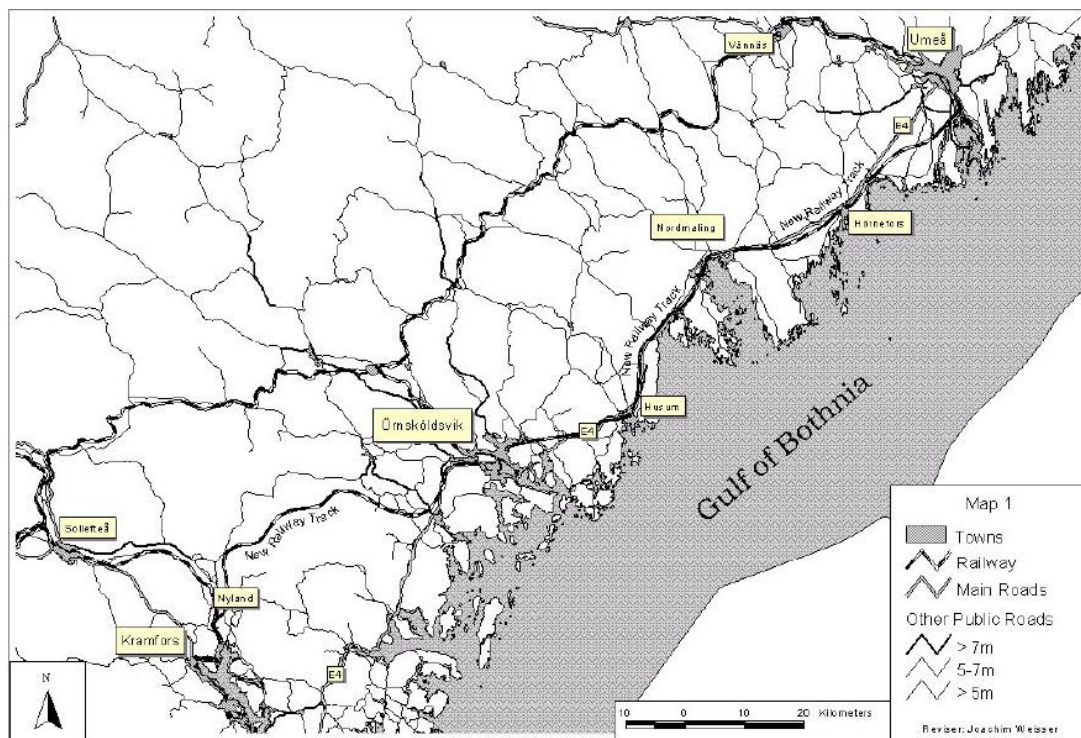 Vännäs
Umeå
E4
New Railway Track
Hörnefors
Nordmaling
New Railway Track
Husum
E4
Örnsköldsvik
Gulf of Bothnia
New Railway Track
Sollefteå
Nyland
Kramfors
E4
N
10 0 10 20 Kilometers
Map 1
Towns
Railway
Main Roads
Other Public Roads
> 7m
5-7m
> 5m
Reviser: Joachim Weisser